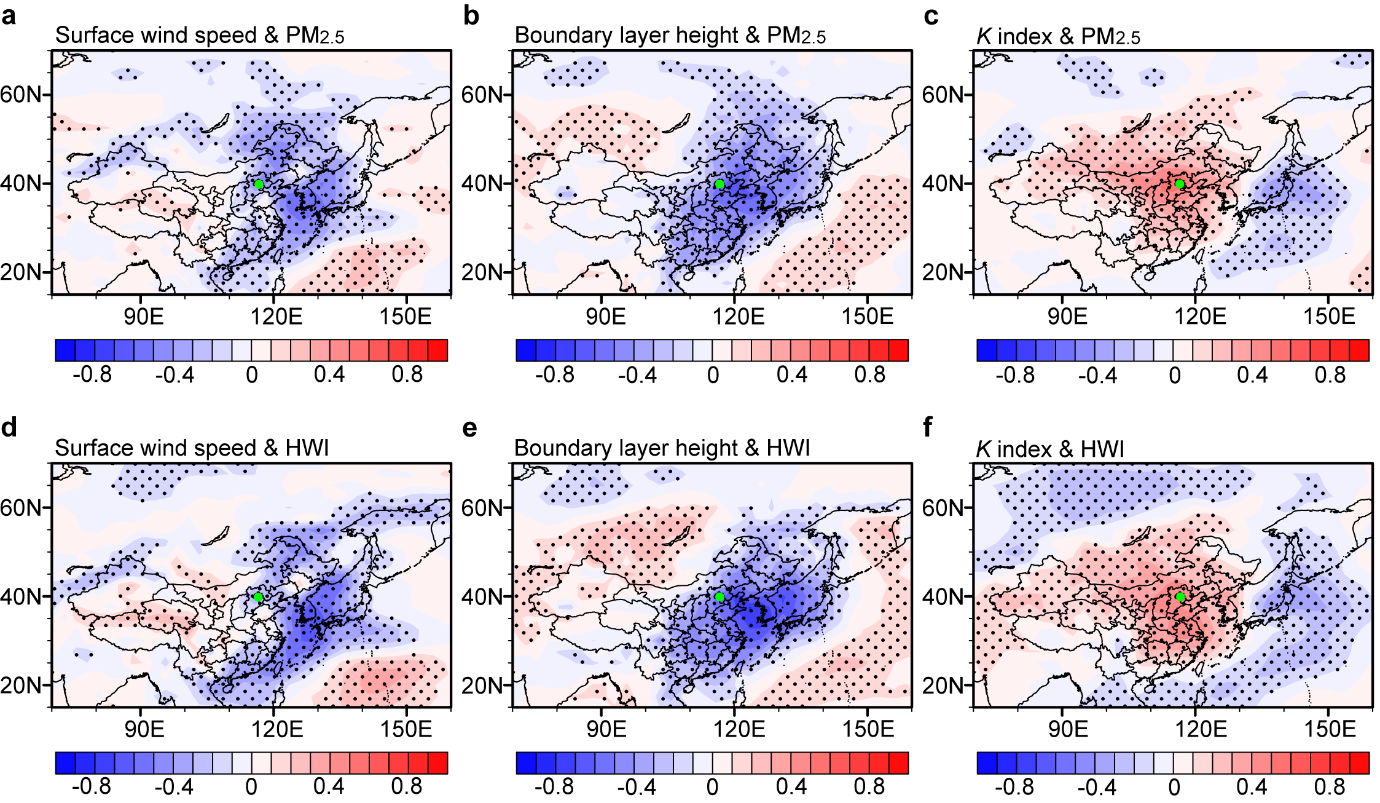 a
Surface wind speed & PM2.5
b
Boundary layer height & PM2.5
c
K index & PM2.5
60N
40N
20N
90E 120E 150E
-0.8 -0.4 0 0.4 0.8
60N
40N
20N
90E 120E 150E
-0.8 -0.4 0 0.4 0.8
60N
40N
20N
90E 120E 150E
-0.8 -0.4 0 0.4 0.8
d
Surface wind speed & HWI
e
Boundary layer height & HWI
f
K index & HWI
60N
40N
20N
90E 120E 150E
-0.8 -0.4 0 0.4 0.8
60N
40N
20N
90E 120E 150E
-0.8 -0.4 0 0.4 0.8
60N
40N
20N
90E 120E 150E
-0.8 -0.4 0 0.4 0.8